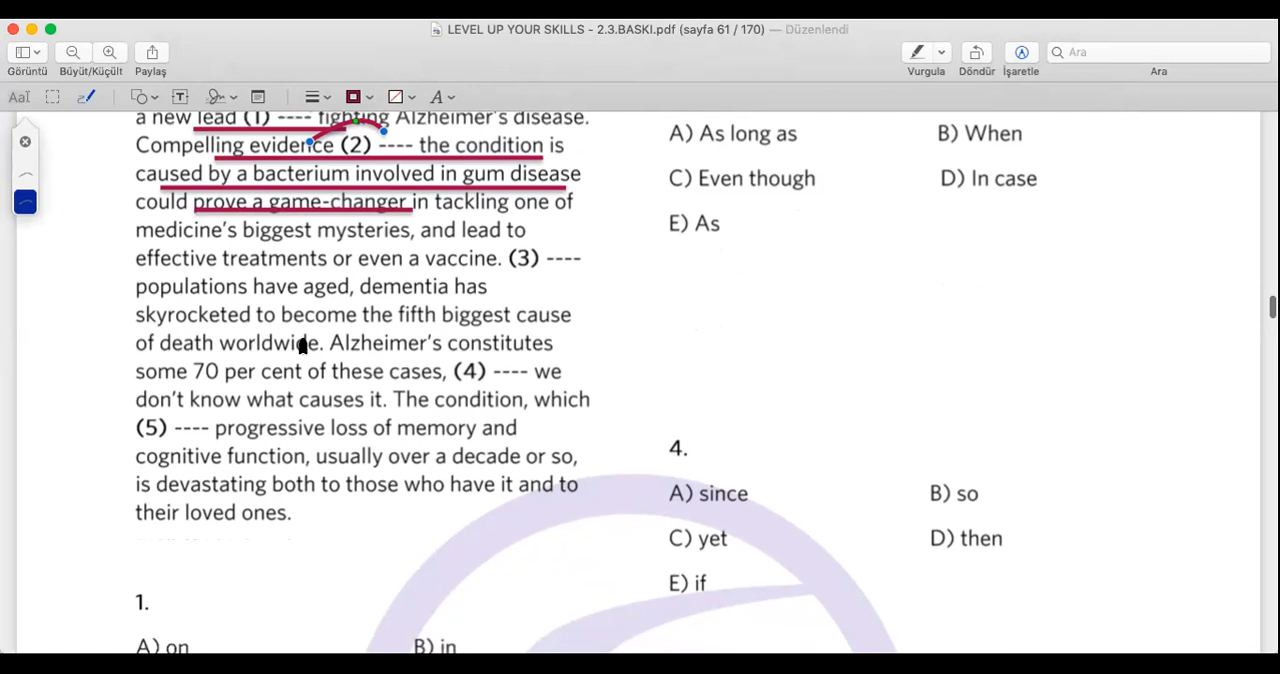 LEVEL UP YOUR SKILLS - 2.3.BASKI.pdf (sayfa 61 / 170) — Düzenlendi
Ara
Görüntü
Büyüt/Küçült
Paylaş
Vurgula
Döndür
İşaretle
Ara
a new lead (1) ---- fighting Alzheimer's disease.
Compelling evidence (2) ---- the condition is
caused by a bacterium involved in gum disease
could prove a game-changer in tackling one of
medicine's biggest mysteries, and lead to
effective treatments or even a vaccine. (3) ----
populations have aged, dementia has
skyrocketed to become the fifth biggest cause
of death worldwide. Alzheimer's constitutes
some 70 per cent of these cases, (4) ---- we
don't know what causes it. The condition, which
(5) ---- progressive loss of memory and
cognitive function, usually over a decade or so,
is devastating both to those who have it and to
their loved ones.
1.
A) on B) in
A) As long as B) When
C) Even though D) In case
E) As
4.
A) since B) so
C) yet D) then
E) if